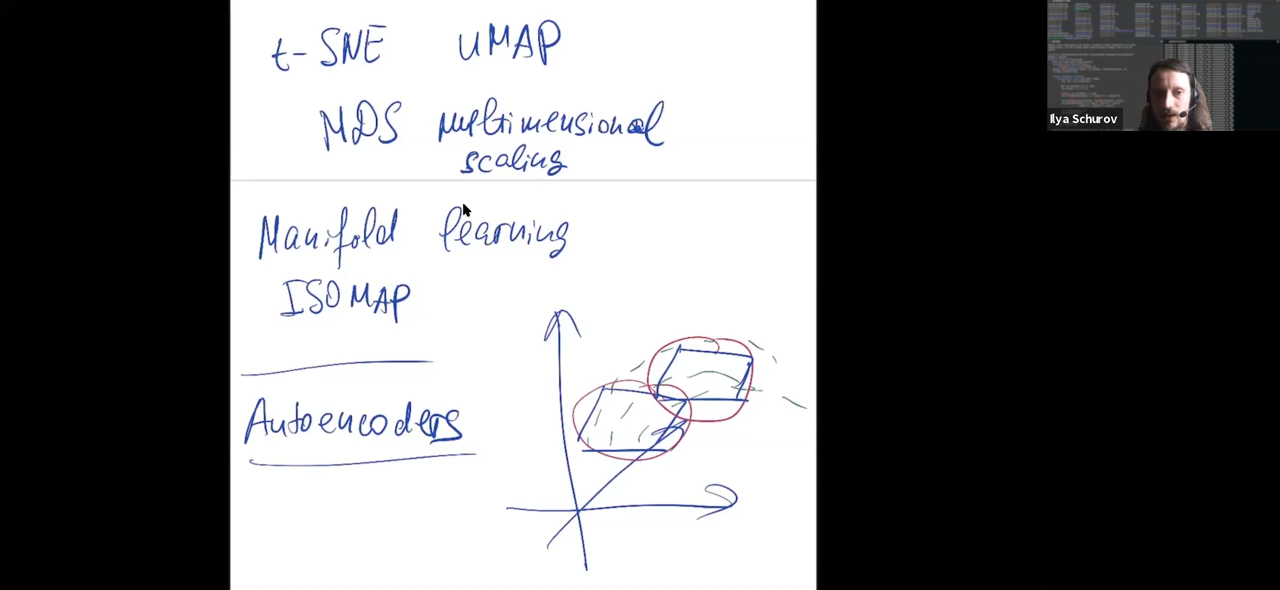 t-SNE UMAP
MDS multimensional
scaling
Manifold learning
ISOMAP
Autoencoders
Ilya Schurov